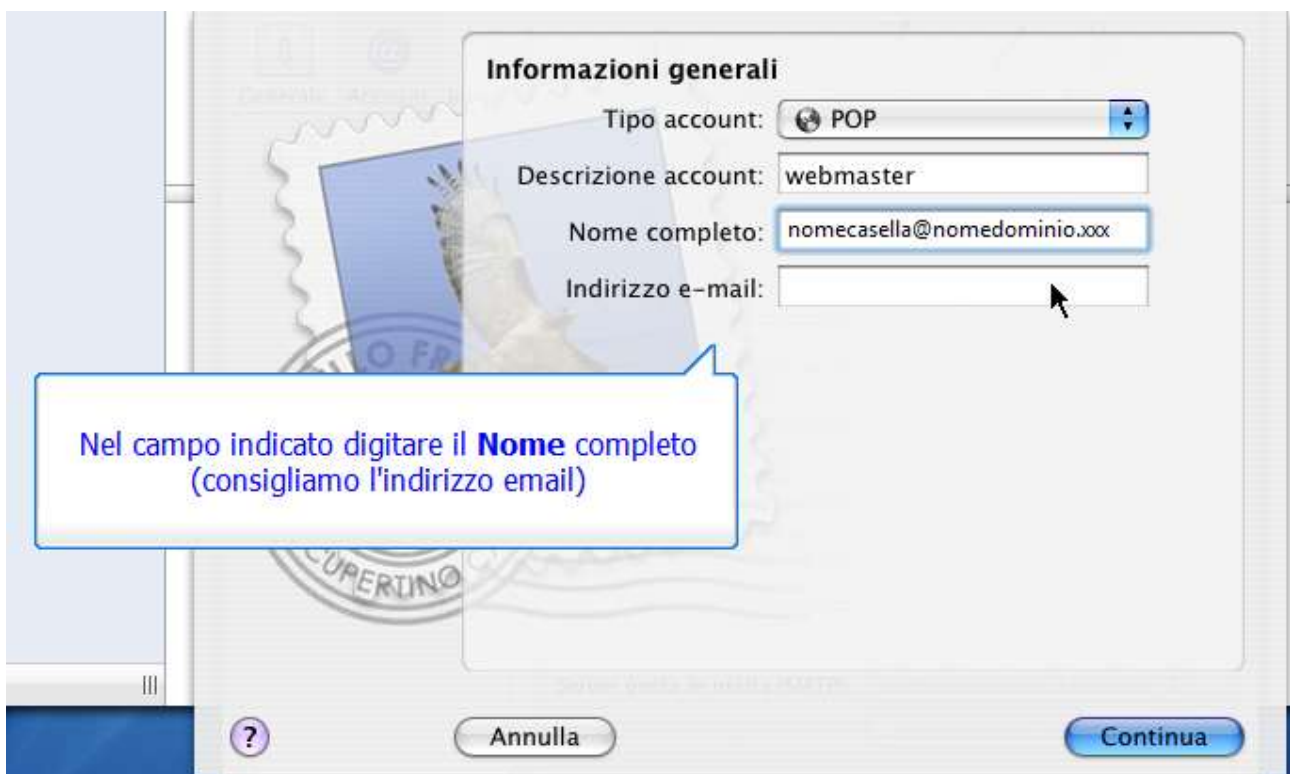 Informazioni generali
Tipo account: POP
Descrizione account: webmaster
Nome completo: nomecasella@nomedominio.xxx
Indirizzo e-mail:
Nel campo indicato digitare il Nome completo
(consigliamo l'indirizzo email)
CUPERTINO
? Annulla Continua